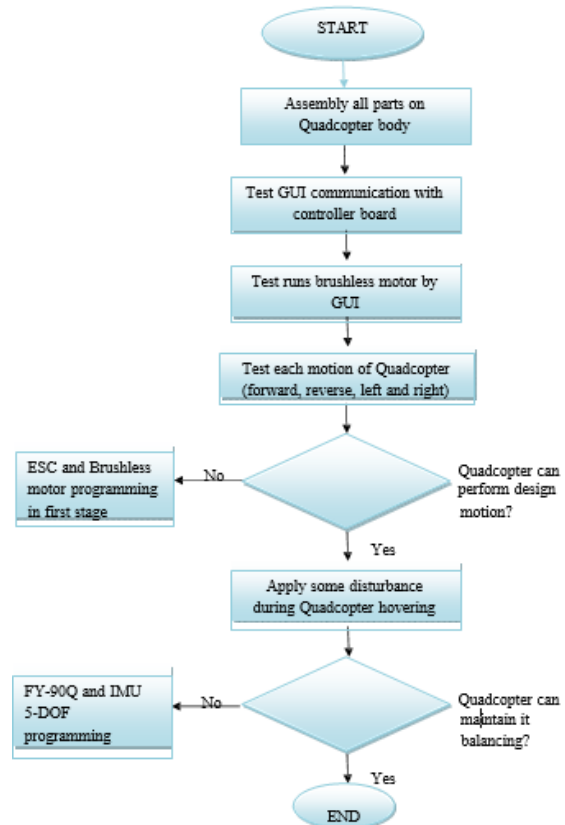 START
Assembly all parts on
Quadcopter body
Test GUI communication with
controller board
Test runs brushless motor by
GUI
Test each motion of Quadcopter
(forward, reverse, left and right)
Quadcopter can
perform design
motion?
No
ESC and Brushless
motor programming
in first stage
Yes
Apply some disturbance
during Quadcopter hovering
Quadcopter can
maintain it
balancing?
No
FY-90Q and IMU
5-DOF
programming
Yes
END